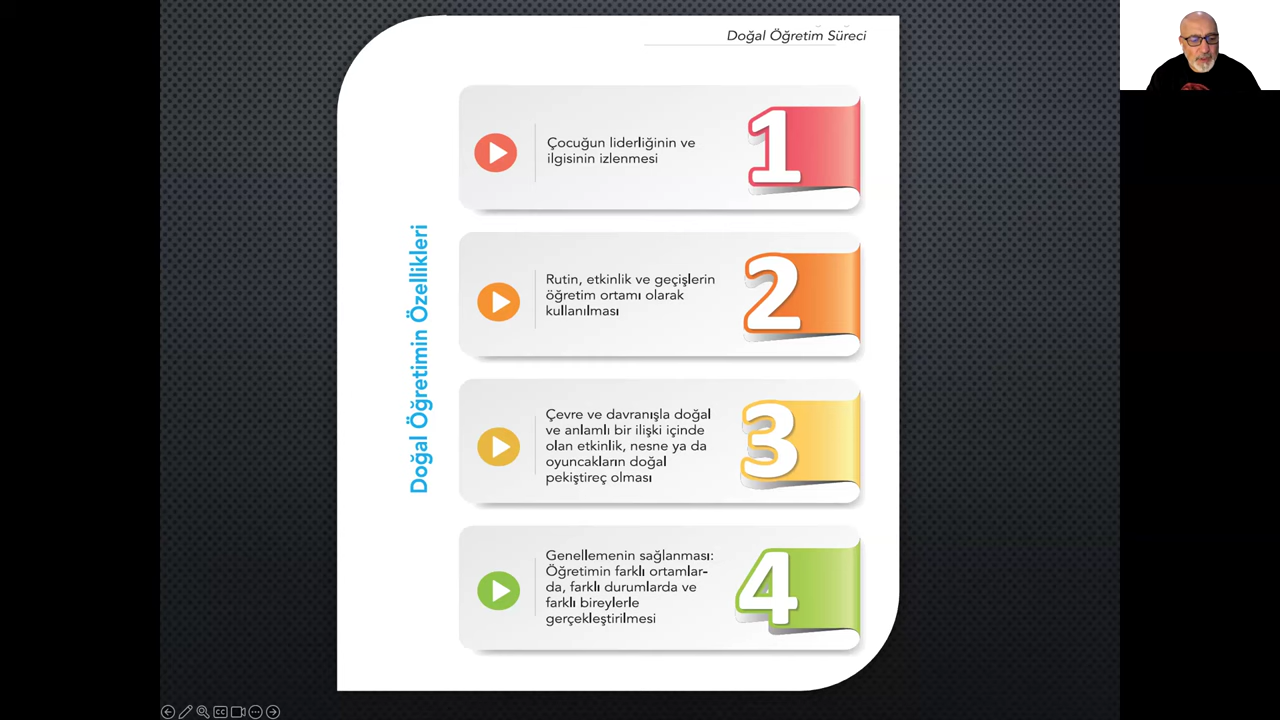 Doğal Öğretim Süreci
Doğal Öğretimin Özellikleri
Çocuğun liderliğinin ve
ilgisinin izlenmesi
1
Rutin, etkinlik ve geçişlerin
öğretim ortamı olarak
kullanılması
2
Çevre ve davranışla doğal
ve anlamlı bir ilişki içinde
olan etkinlik, nesne ya da
oyuncakların doğal
pekiştireç olması
3
Genellemenin sağlanması:
Öğretimin farklı ortamlar-
da, farklı durumlarda ve
farklı bireylerle
gerçekleştirilmesi
4